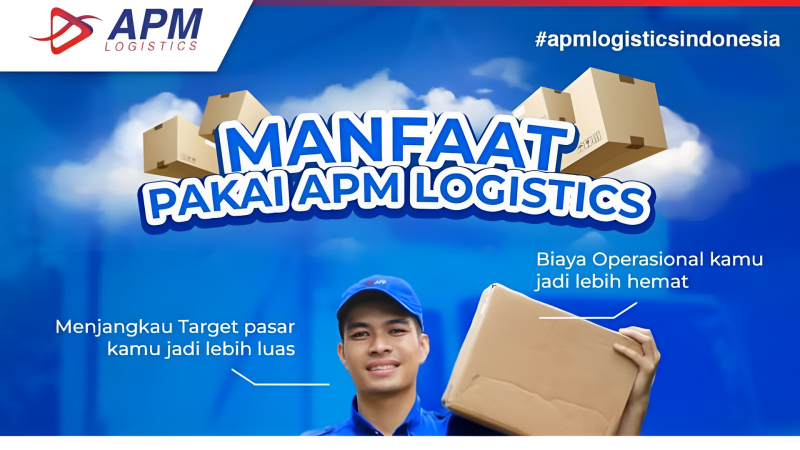 APM
LOGISTICS
#apmlogisticsindonesia
MANFAAT
PAKAI APM LOGISTICS
Biaya Operasional kamu
jadi lebih hemat
Menjangkau Target pasar
kamu jadi lebih luas